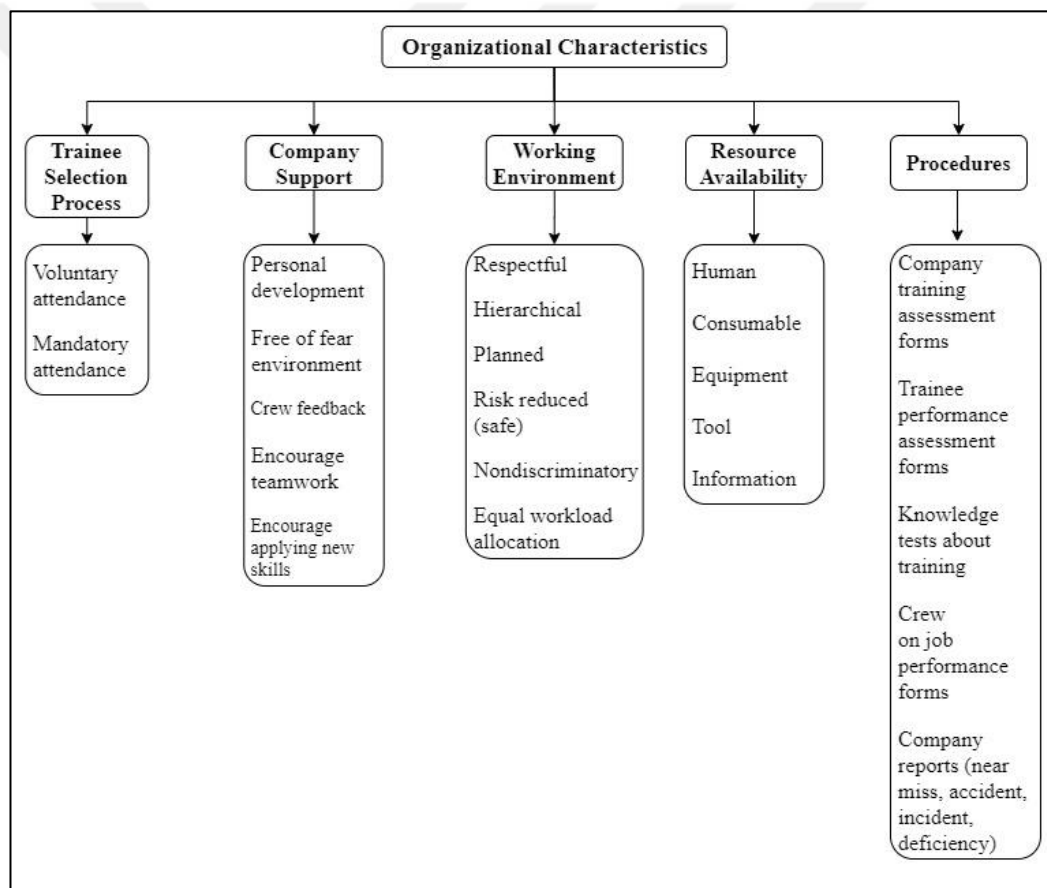 Organizational Characteristics
Trainee
Selection
Process
Company
Support
Working
Environment
Resource
Availability
Procedures
Voluntary
attendance
Mandatory
attendance
Personal
development
Free of fear
environment
Crew feedback
Encourage
teamwork
Encourage
applying new
skills
Respectful
Hierarchical
Planned
Risk reduced
(safe)
Nondiscriminatory
Equal workload
allocation
Human
Consumable
Equipment
Tool
Information
Company
training
assessment
forms
Trainee
performance
assessment
forms
Knowledge
tests about
training
Crew
on job
performance
forms
Company
reports (near
miss, accident,
incident,
deficiency)